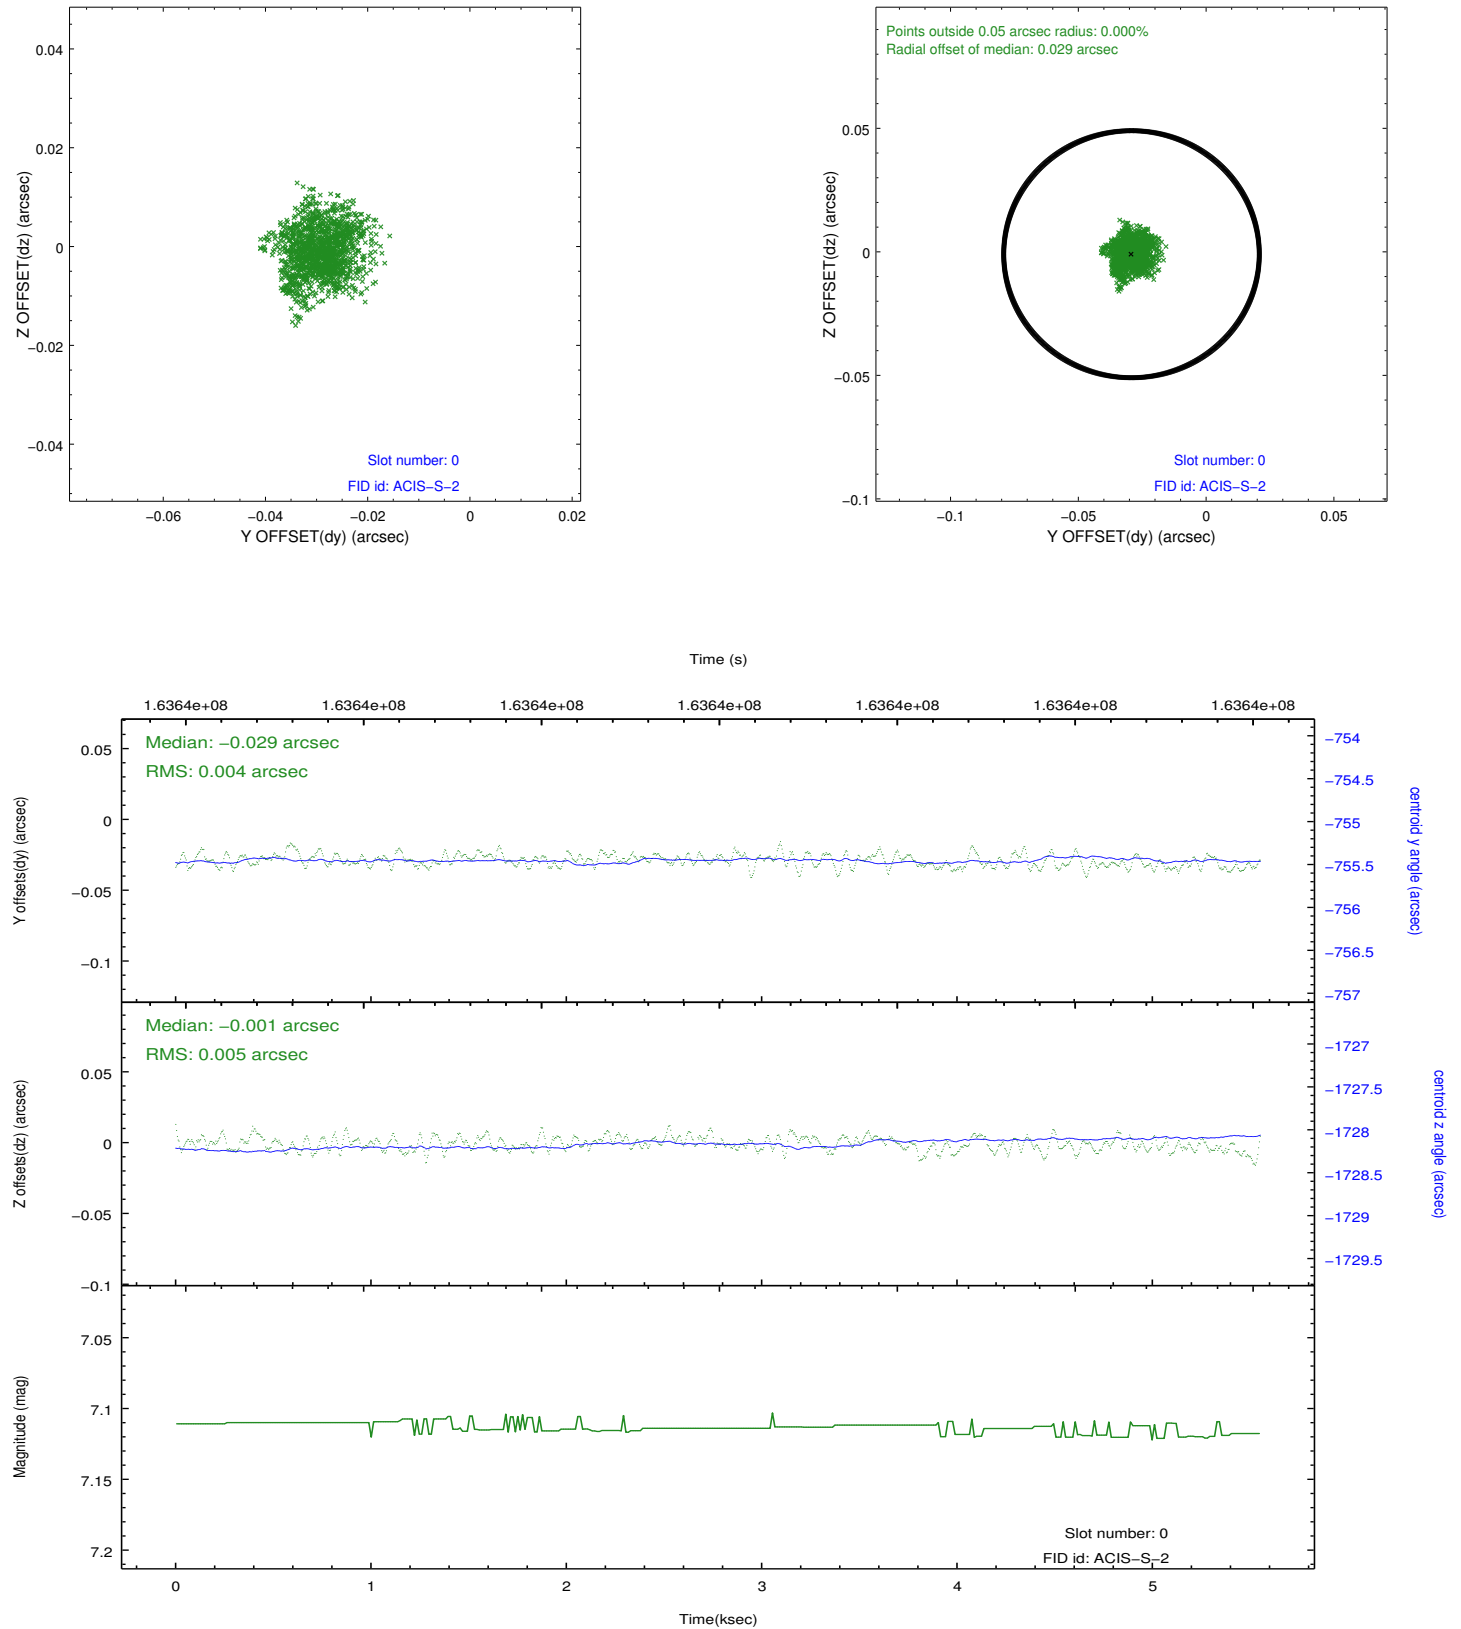 0.04
0.02
0
−0.02
−0.04
Z OFFSET(dz) (arcsec)
Slot number: 0
FID id: ACIS−S−2
−0.06
−0.04
−0.02
0
0.02
Y OFFSET(dy) (arcsec)
Points outside 0.05 arcsec radius: 0.000%
Radial offset of median: 0.029 arcsec
0.05
0
−0.05
−0.1
Z OFFSET(dz) (arcsec)
Slot number: 0
FID id: ACIS−S−2
−0.1
−0.05
0
0.05
Y OFFSET(dy) (arcsec)
Time (s)
1.6364e+08
1.6364e+08
1.6364e+08
1.6364e+08
1.6364e+08
1.6364e+08
1.6364e+08
Median: −0.029 arcsec
RMS: 0.004 arcsec
0.05
0
−0.05
−0.1
Y offsets(dy) (arcsec)
−754
−754.5
−755
−755.5
−756
−756.5
−757
centroid y angle (arcsec)
Median: −0.001 arcsec
RMS: 0.005 arcsec
0.05
0
−0.05
−0.1
Z offsets(dz) (arcsec)
−1727
−1727.5
−1728
−1728.5
−1729
−1729.5
centroid z angle (arcsec)
7.05
7.1
7.15
7.2
Magnitude (mag)
Slot number: 0
FID id: ACIS−S−2
0
1
2
3
4
5
Time(ksec)